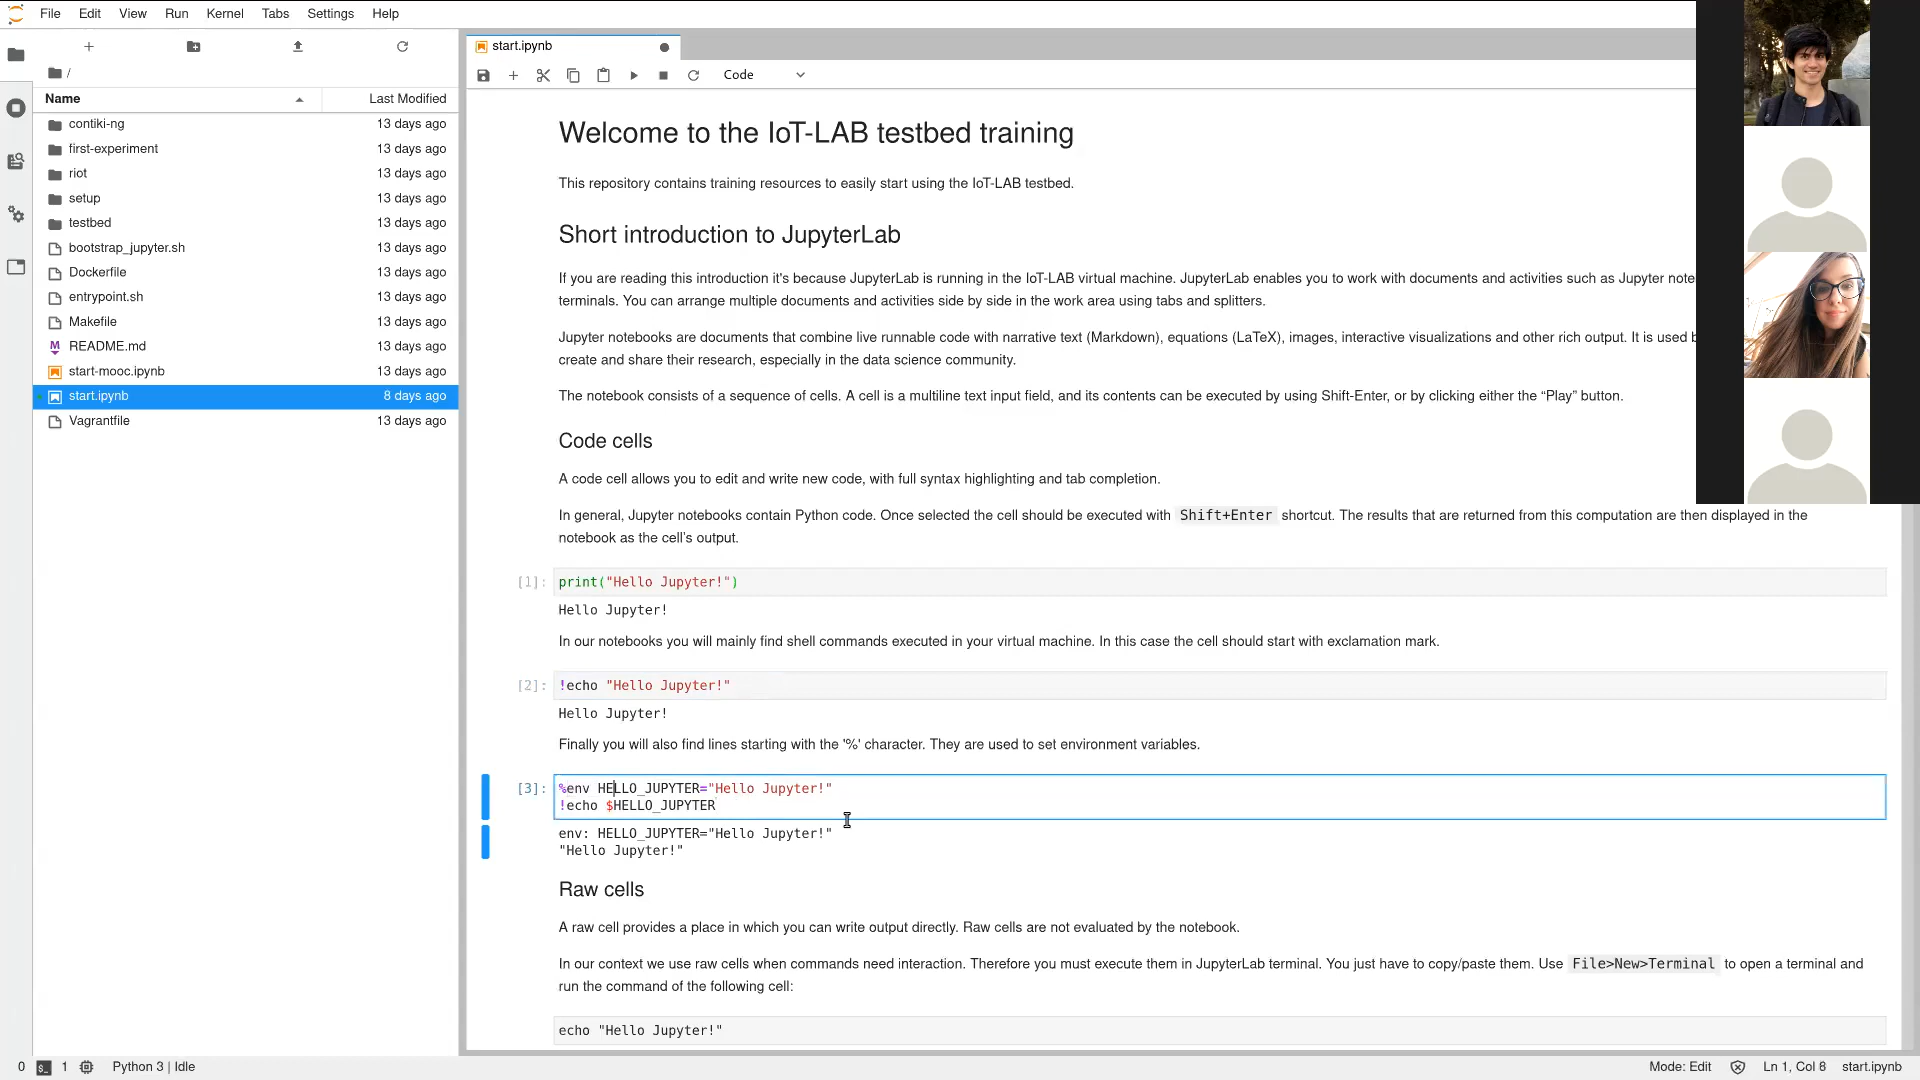 File Edit View Run Kernel Tabs Settings Help
/
Name Last Modified
contiki-ng 13 days ago
first-experiment 13 days ago
riot 13 days ago
setup 13 days ago
testbed 13 days ago
bootstrap_jupyter.sh 13 days ago
Dockerfile 13 days ago
entrypoint.sh 13 days ago
Makefile 13 days ago
README.md 13 days ago
start-mooc.ipynb 13 days ago
start.ipynb 8 days ago
Vagrantfile 13 days ago
start.ipynb
Code
Welcome to the IoT-LAB testbed training
This repository contains training resources to easily start using the IoT-LAB testbed.
Short introduction to JupyterLab
If you are reading this introduction it's because JupyterLab is running in the IoT-LAB virtual machine. JupyterLab enables you to work with documents and activities such as Jupyter note
terminals. You can arrange multiple documents and activities side by side in the work area using tabs and splitters.
Jupyter notebooks are documents that combine live runnable code with narrative text (Markdown), equations (LaTeX), images, interactive visualizations and other rich output. It is used
create and share their research, especially in the data science community.
The notebook consists of a sequence of cells. A cell is a multiline text input field, and its contents can be executed by using Shift-Enter, or by clicking either the “Play” button.
Code cells
A code cell allows you to edit and write new code, with full syntax highlighting and tab completion.
In general, Jupyter notebooks contain Python code. Once selected the cell should be executed with Shift+Enter shortcut. The results that are returned from this computation are then displayed in the
notebook as the cell’s output.
[1]: print("Hello Jupyter!")
Hello Jupyter!
In our notebooks you will mainly find shell commands executed in your virtual machine. In this case the cell should start with exclamation mark.
[2]: !echo "Hello Jupyter!"
Hello Jupyter!
Finally you will also find lines starting with the '%' character. They are used to set environment variables.
[3]: %env HELLO_JUPYTER="Hello Jupyter!"
!echo $HELLO_JUPYTER
env: HELLO_JUPYTER="Hello Jupyter!"
"Hello Jupyter!"
Raw cells
A raw cell provides a place in which you can write output directly. Raw cells are not evaluated by the notebook.
In our context we use raw cells when commands need interaction. Therefore you must execute them in JupyterLab terminal. You just have to copy/paste them. Use File>New>Terminal to open a terminal and
run the command of the following cell:
echo "Hello Jupyter!"
0 1 Python 3 | Idle Mode: Edit Ln 1, Col 8 start.ipynb